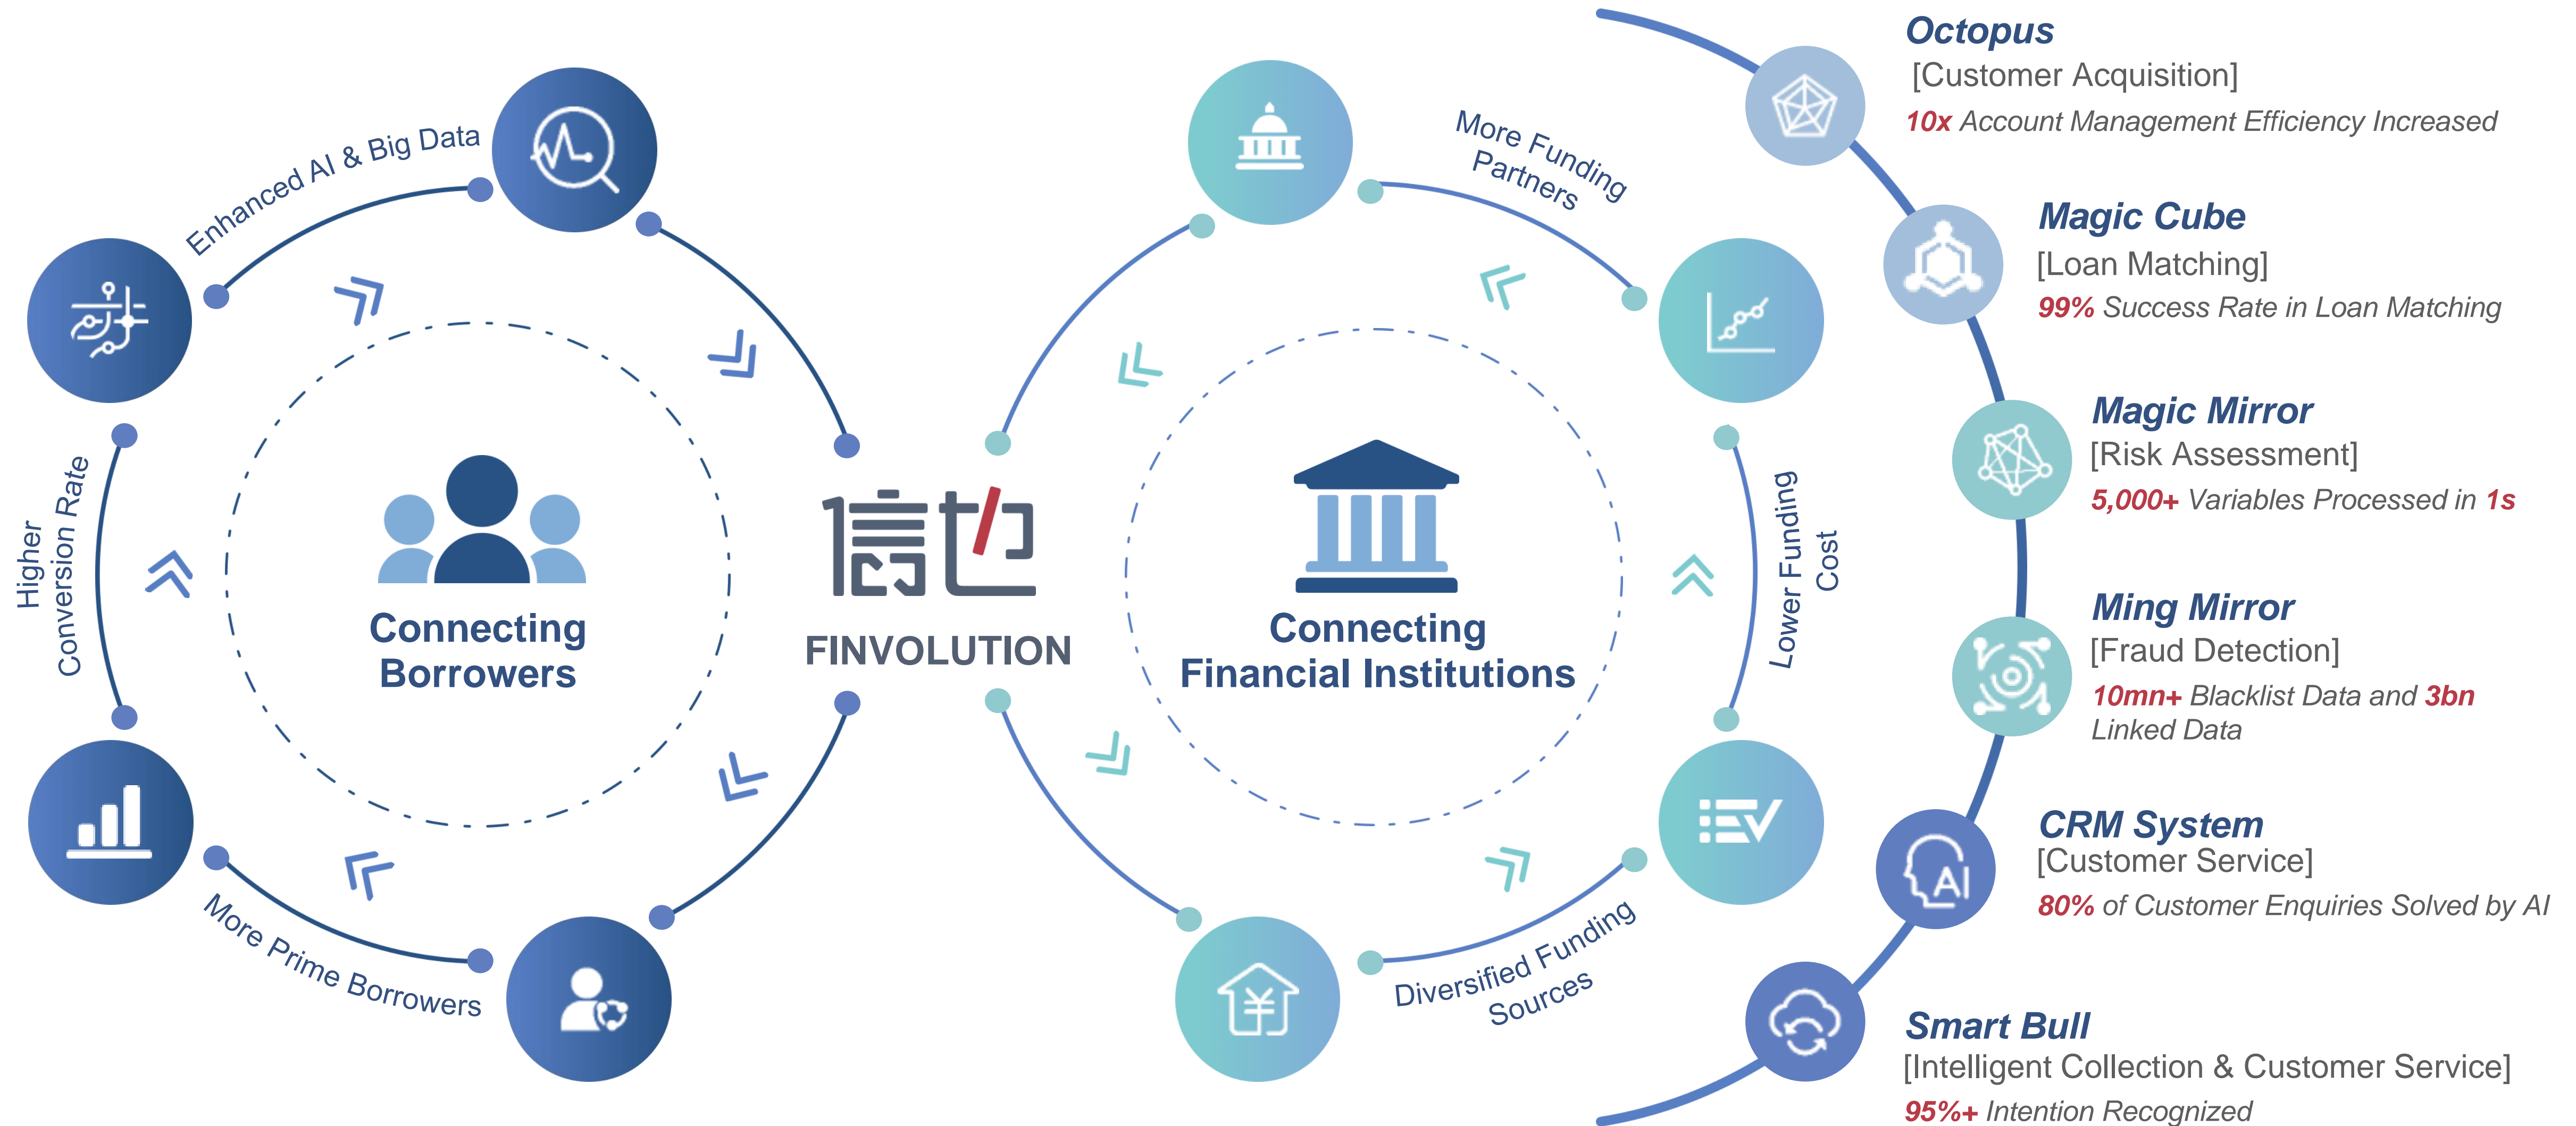 Enhanced AI & Big Data
Higher
Conversion Rate
More Prime Borrowers
Connecting
Borrowers
信也
FINVOLUTION
More Funding
Partners
Lower Funding
Cost
Diversified Funding
Sources
Connecting
Financial Institutions
¥
Octopus
[Customer Acquisition]
10x Account Management Efficiency Increased
Magic Cube
[Loan Matching]
99% Success Rate in Loan Matching
Magic Mirror
[Risk Assessment]
5,000+ Variables Processed in 1s
Ming Mirror
[Fraud Detection]
10mn+ Blacklist Data and 3bn
Linked Data
AI
CRM System
[Customer Service]
80% of Customer Enquiries Solved by AI
Smart Bull
[Intelligent Collection & Customer Service]
95%+ Intention Recognized